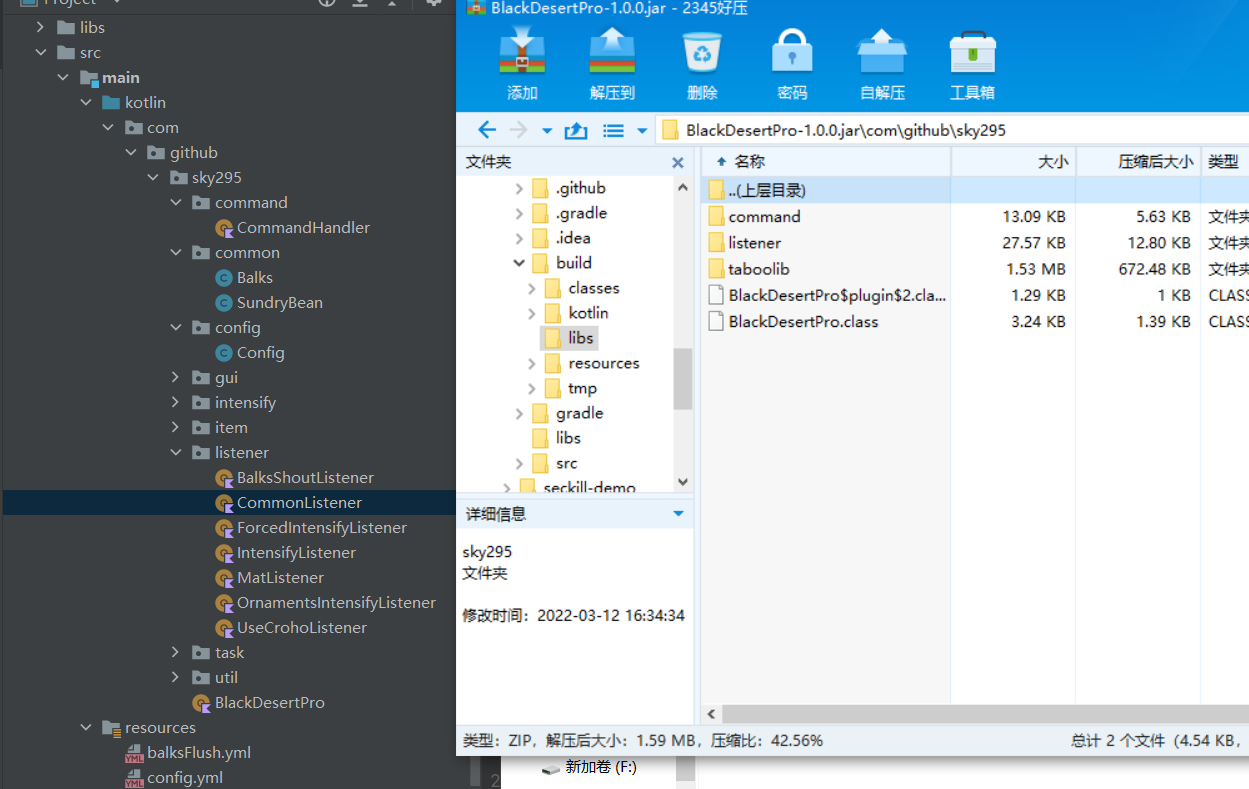 Project
libs
src
main
kotlin
com
github
sky295
command
CommandHandler
common
Balks
SundryBean
config
Config
gui
intensify
item
listener
BalksShoutListener
CommonListener
ForcedIntensifyListener
IntensifyListener
MatListener
OrnamentsIntensifyListener
UseCrohoListener
task
util
BlackDesertPro
resources
balksFlush.yml
config.yml
BlackDesertPro-1.0.0.jar - 2345好压
添加 解压到 删除 密码 自解压 工具箱
BlackDesertPro-1.0.0.jar\com\github\sky295
文件夹
.github
.gradle
.idea
build
classes
kotlin
libs
resources
tmp
gradle
libs
src
seckill-demo
详细信息
sky295
文件夹
修改时间：2022-03-12 16:34:34
名称 大小 压缩后大小 类型
..(上层目录)
command 13.09 KB 5.63 KB 文件夹
listener 27.57 KB 12.80 KB 文件夹
taboolib 1.53 MB 672.48 KB 文件夹
BlackDesertPro$plugin$2.cla... 1.29 KB 1 KB CLASS
BlackDesertPro.class 3.24 KB 1.39 KB CLASS
类型：ZIP，解压后大小：1.59 MB，压缩比：42.56% 总计 2 个文件（4.54 KB，
2
新加卷 (F:)